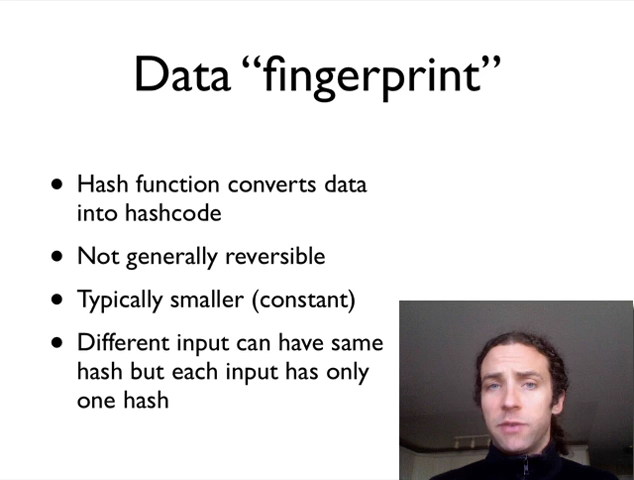 Data “fingerprint”
• Hash function converts data
into hashcode
• Not generally reversible
• Typically smaller (constant)
• Different input can have same
hash but each input has only
one hash